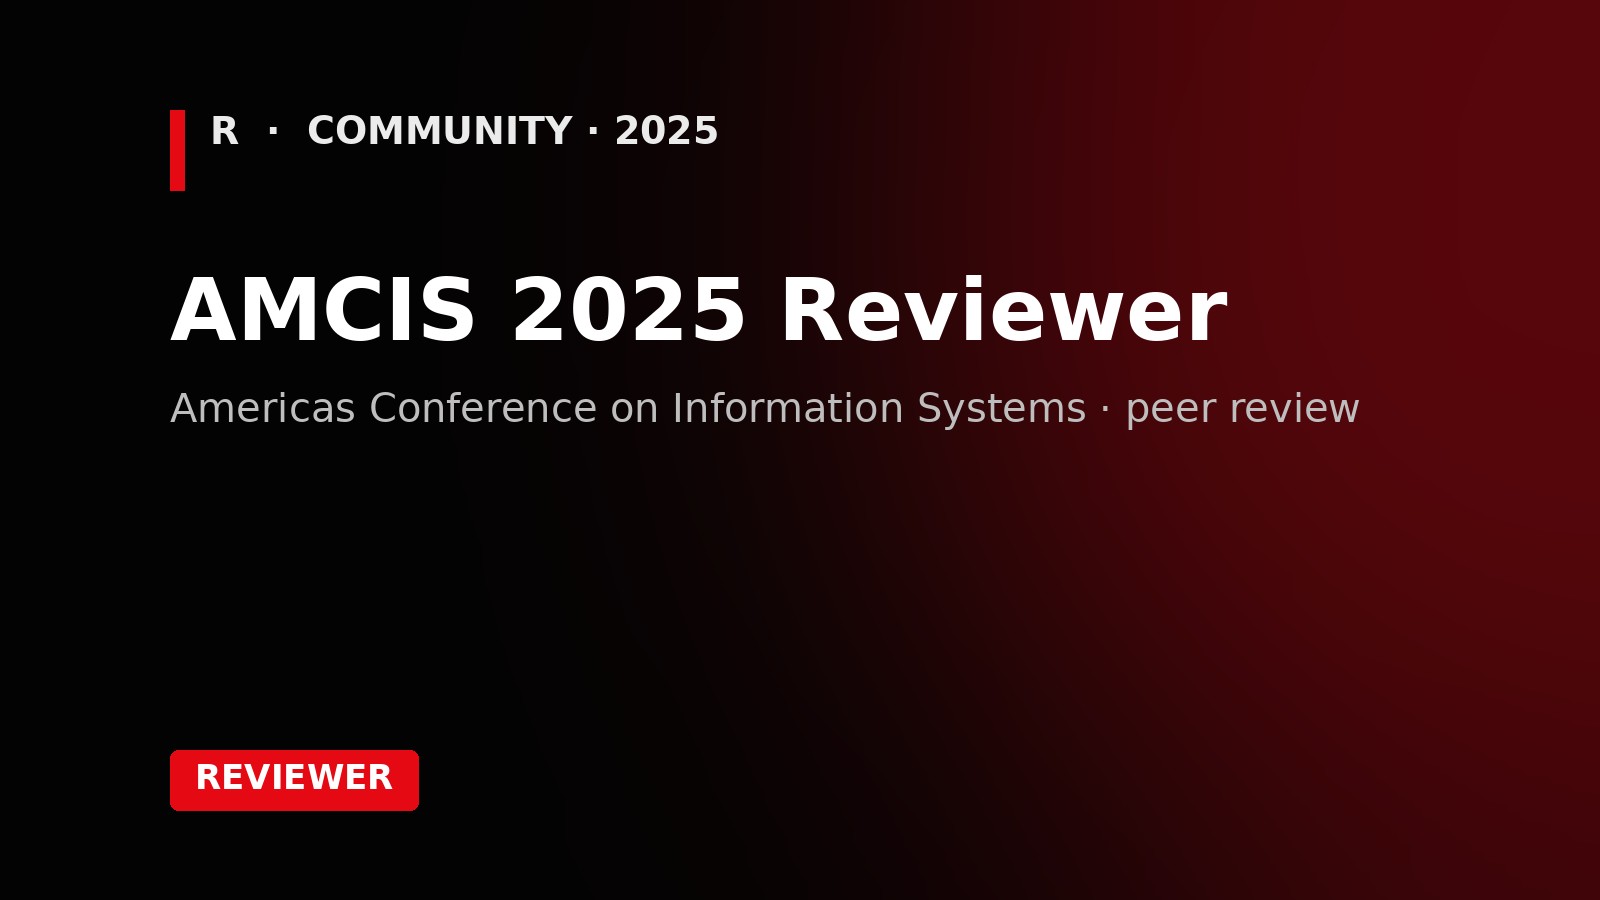 R · COMMUNITY · 2025
AMCIS 2025 Reviewer
Americas Conference on Information Systems · peer review
REVIEWER